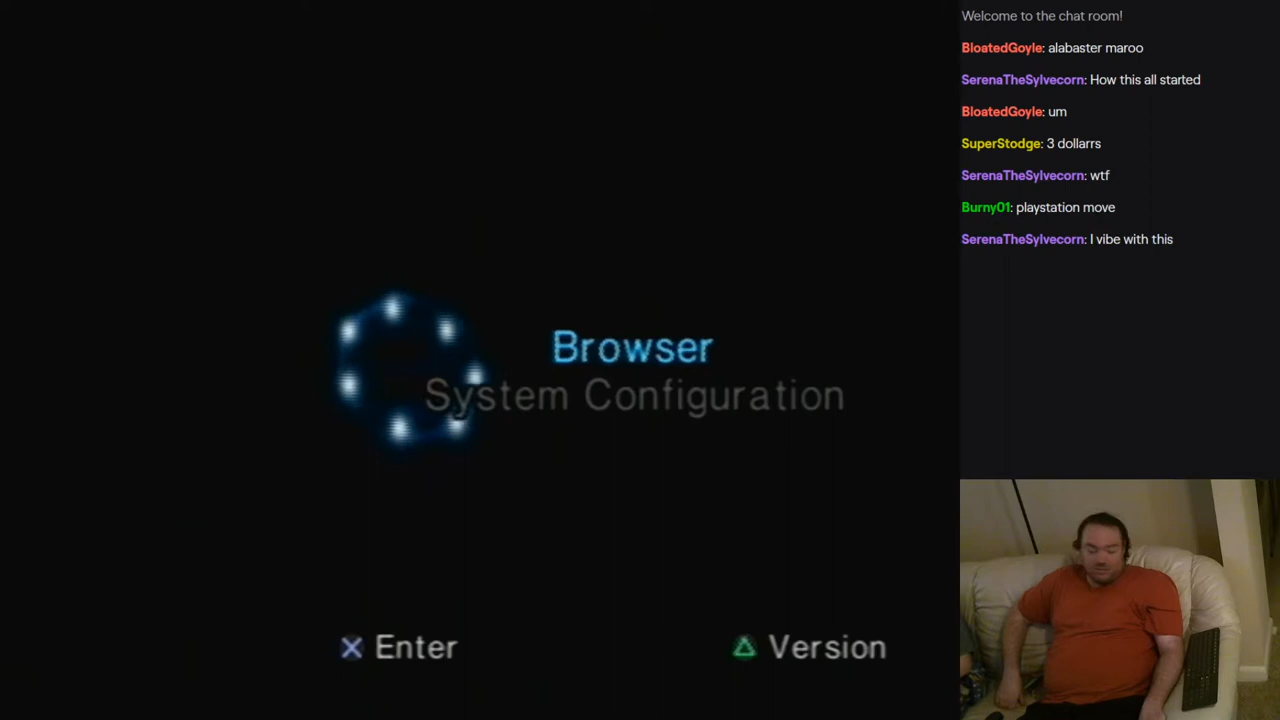 Browser
System Configuration
Enter
Version
Welcome to the chat room!
BloatedGoyle: alabaster maroo
SerenaTheSylvecorn: How this all started
BloatedGoyle: um
SuperStodge: 3 dollarrs
SerenaTheSylvecorn: wtf
Burny01: playstation move
SerenaTheSylvecorn: I vibe with this